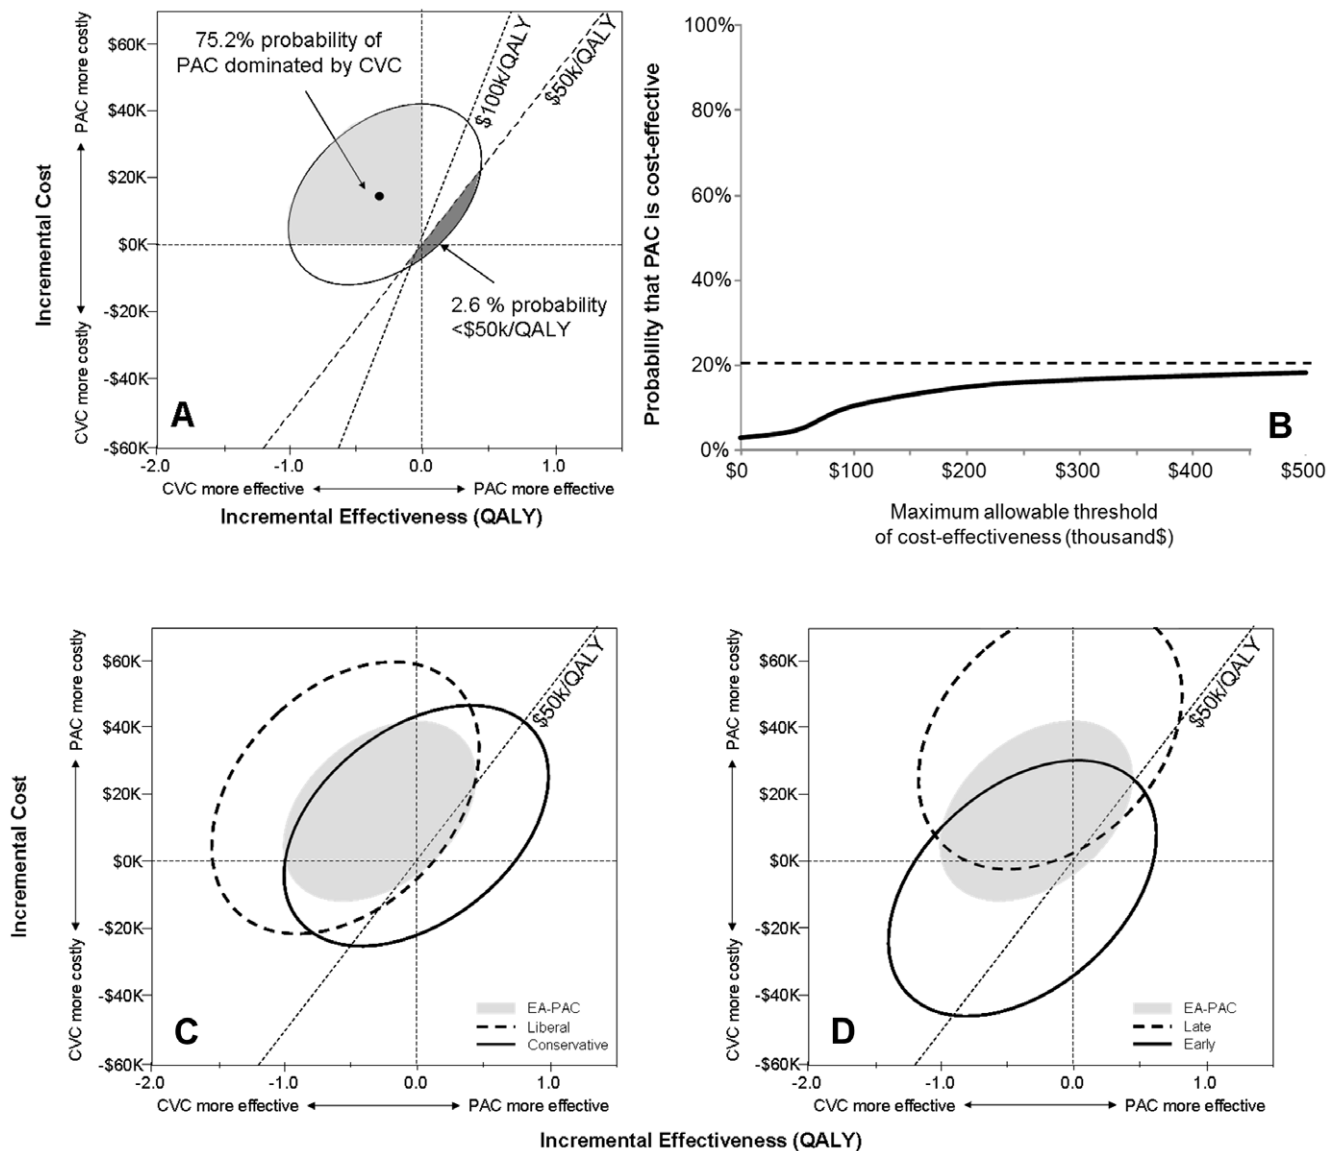 $60K
$40K
$20K
$0K
-$20K
-$40K
-$60K
PAC more costly
CVC more costly
Incremental Cost
75.2% probability of
PAC dominated by CVC
$100k/QALY
$50k/QALY
2.6 % probability
<$50k/QALY
A
-2.0
-1.0
0.0
1.0
CVC more effective
PAC more effective
Incremental Effectiveness (QALY)
Probability that PAC is cost-effective
100%
80%
60%
40%
20%
0%
B
$0
$100
$200
$300
$400
$500
Maximum allowable threshold
of cost-effectiveness (thousand$)
Incremental Cost
PAC more costly
CVC more costly
$60K
$40K
$20K
$0K
-$20K
-$40K
-$60K
$50k/QALY
C
EA-PAC
Liberal
Conservative
-2.0
-1.0
0.0
1.0
CVC more effective
PAC more effective
PAC more costly
CVC more costly
$60K
$40K
$20K
$0K
-$20K
-$40K
-$60K
$50k/QALY
D
EA-PAC
Late
Early
-2.0
-1.0
0.0
1.0
CVC more effective
PAC more effective
Incremental Effectiveness (QALY)